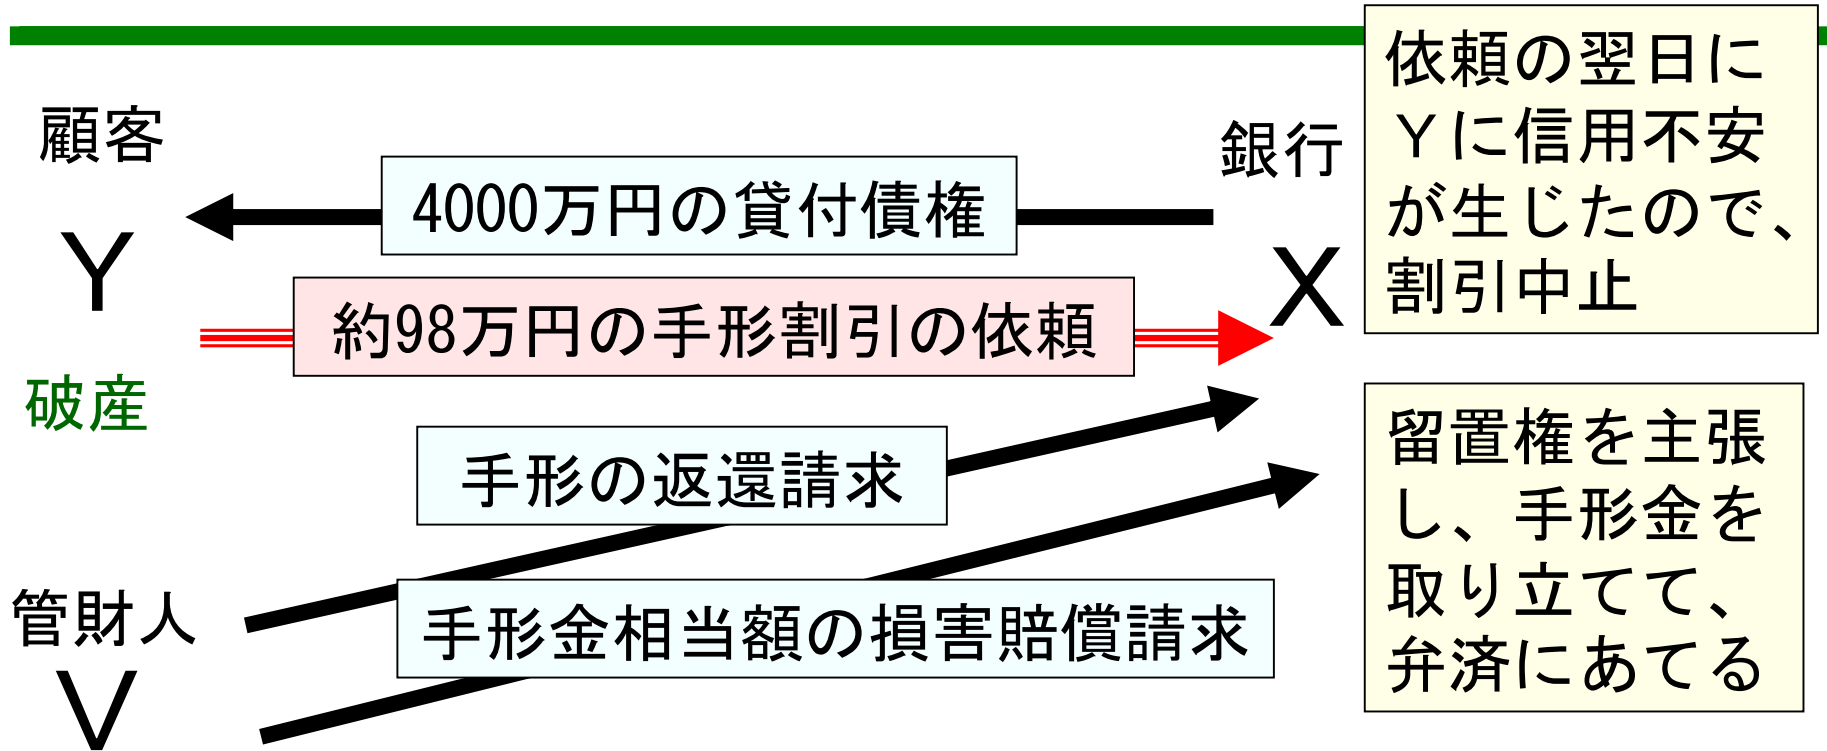 顧客
Y
破産
管財人
V
4000万円の貸付債権
約98万円の手形割引の依頼
手形の返還請求
手形金相当額の損害賠償請求
銀行
X
依頼の翌日に
Yに信用不安
が生じたので、
割引中止
留置権を主張
し、手形金を
取り立てて、
弁済にあてる